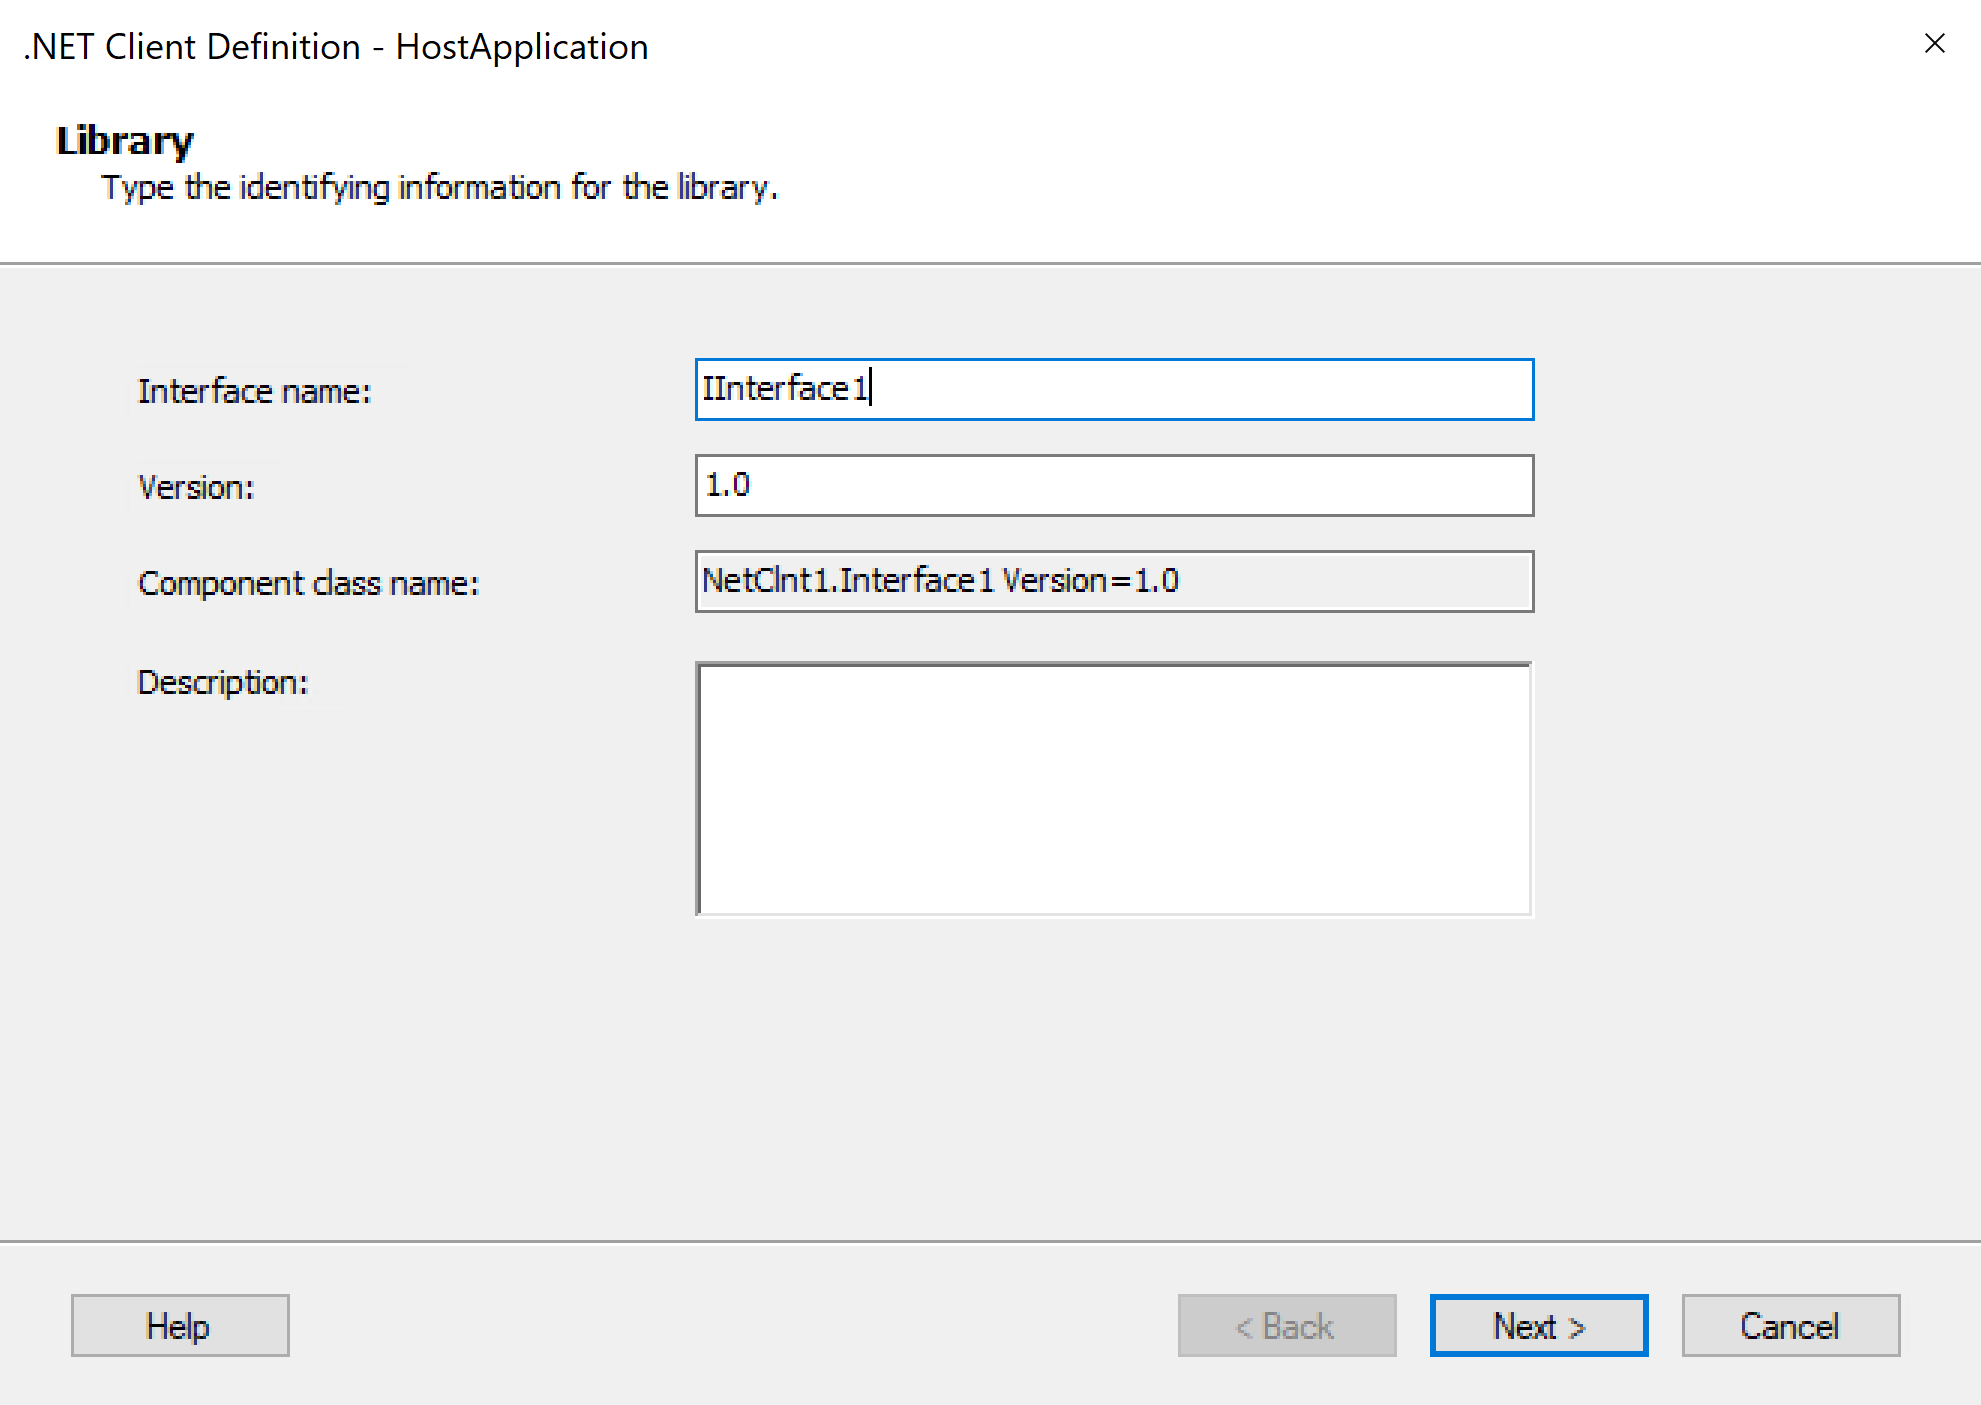 .NET Client Definition - HostApplication
Library
Type the identifying information for the library.
Interface name:
IInterface1
Version:
1.0
Component class name:
NetClnt1.Interface1 Version=1.0
Description:
Help
< Back
Next >
Cancel